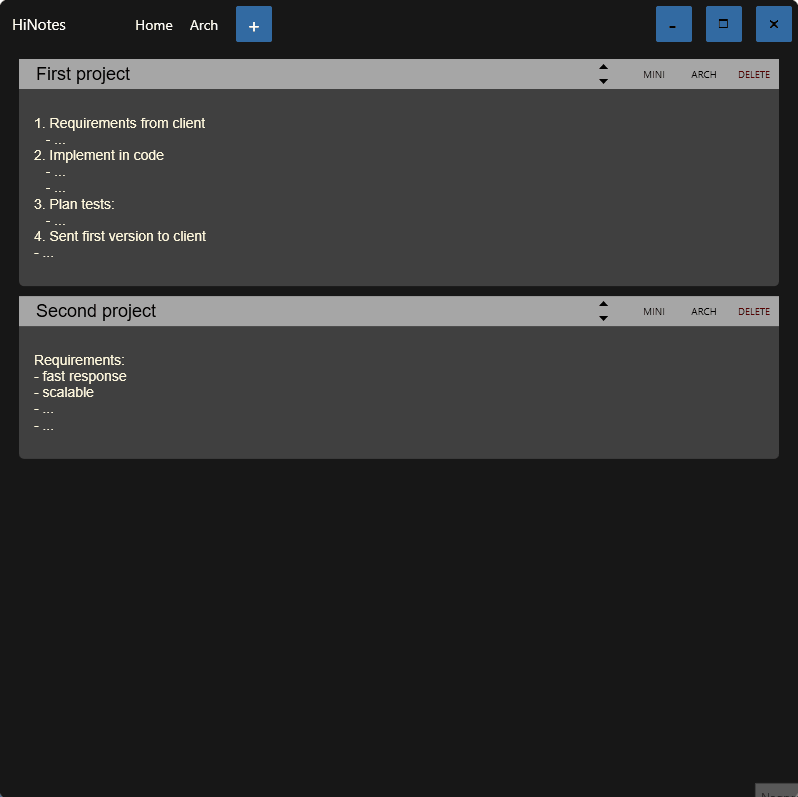 HiNotes Home Arch +
First project MINI ARCH DELETE
1. Requirements from client
- ...
2. Implement in code
- ...
- ...
3. Plan tests:
- ...
4. Sent first version to client
- ...
Second project MINI ARCH DELETE
Requirements:
- fast response
- scalable
- ...
- ...